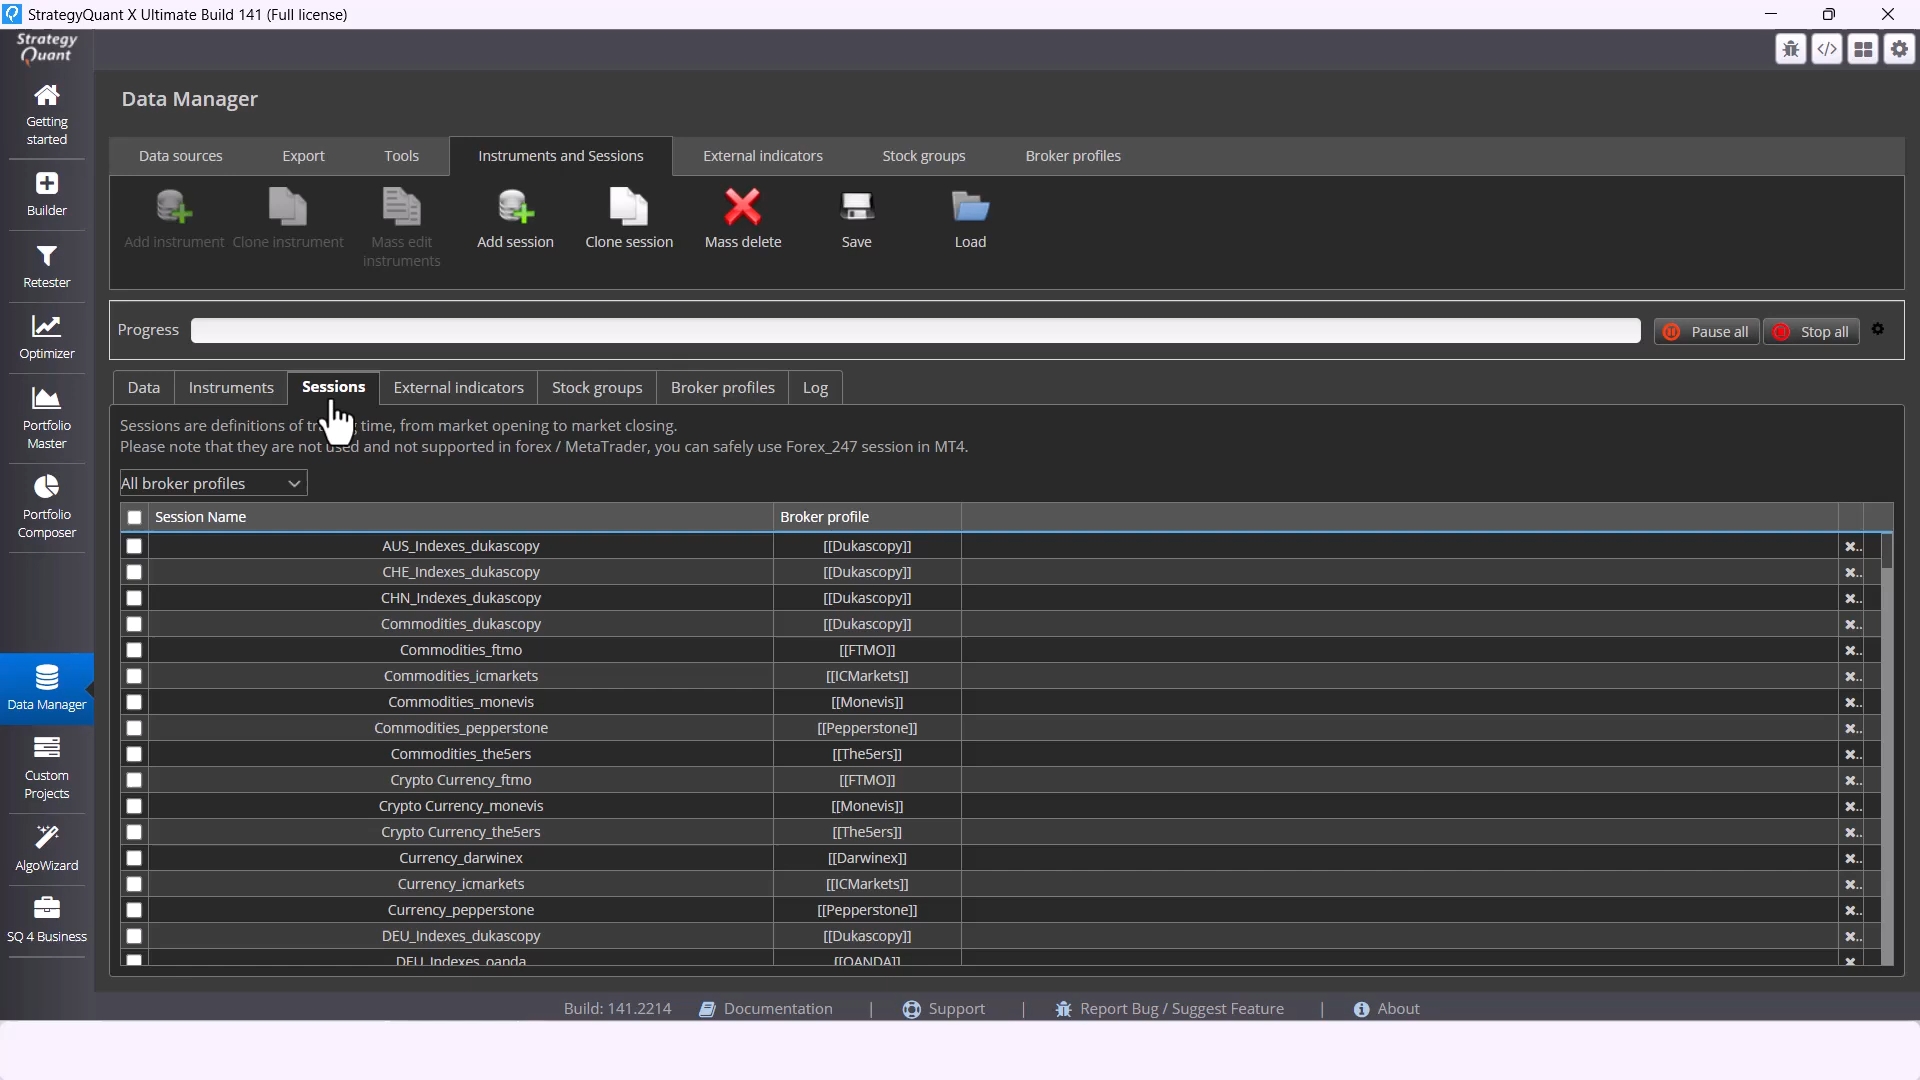 StrategyQuant X Ultimate Build 141 (Full license)
Strategy
Quant
Getting
started
Builder
Retester
Optimizer
Portfolio
Master
Portfolio
Composer
Data Manager
Custom
Projects
AlgoWizard
SQ 4 Business
Data Manager
Data sources
Export
Tools
Instruments and Sessions
External indicators
Stock groups
Broker profiles
Add instrument
Clone instrument
Mass edit
instruments
Add session
Clone session
Mass delete
Save
Load
Progress
Pause all
Stop all
Data
Instruments
Sessions
External indicators
Stock groups
Broker profiles
Log
Sessions are definitions of time, from market opening to market closing.
Please note that they are not used and not supported in forex / MetaTrader, you can safely use Forex_247 session in MT4.
All broker profiles
Session Name Broker profile
AUS_Indexes_dukascopy [[Dukascopy]]
CHE_Indexes_dukascopy [[Dukascopy]]
CHN_Indexes_dukascopy [[Dukascopy]]
Commodities_dukascopy [[Dukascopy]]
Commodities_ftmo [[FTMO]]
Commodities_icmarkets [[ICMarkets]]
Commodities_monevis [[Monevis]]
Commodities_pepperstone [[Pepperstone]]
Commodities_the5ers [[The5ers]]
Crypto Currency_ftmo [[FTMO]]
Crypto Currency_monevis [[Monevis]]
Crypto Currency_the5ers [[The5ers]]
Currency_darwinex [[Darwinex]]
Currency_icmarkets [[ICMarkets]]
Currency_pepperstone [[Pepperstone]]
DEU_Indexes_dukascopy [[Dukascopy]]
DEU_Indexes_oanda [[OANDA]]
Build: 141.2214
Documentation
|
Support
|
Report Bug / Suggest Feature
|
About